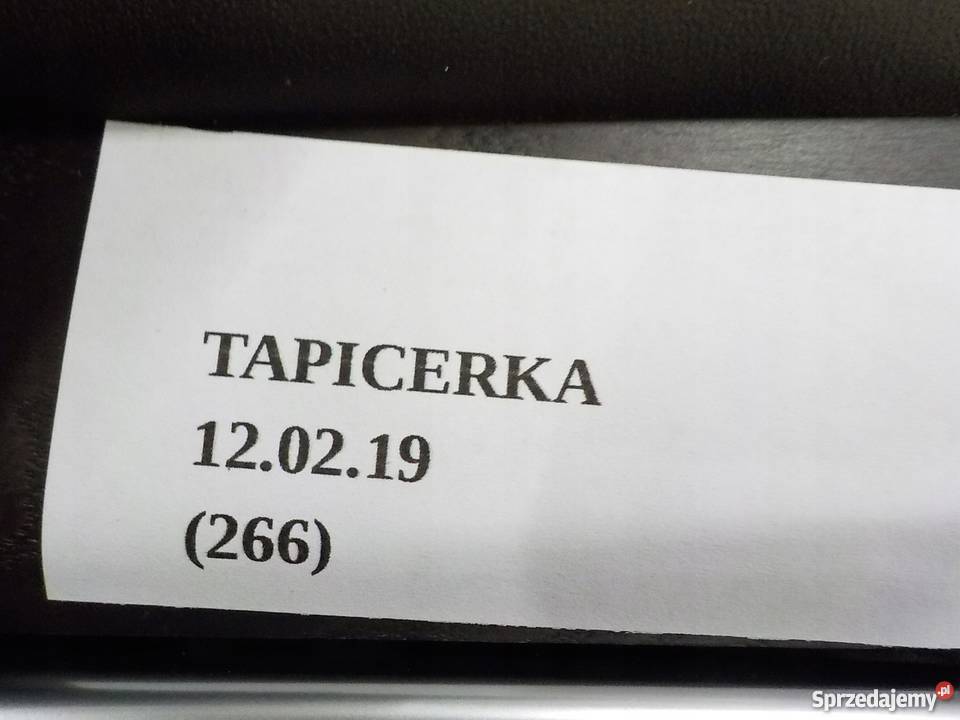 TAPICERKA
12.02.19
(266)
Sprzedajemy.pl